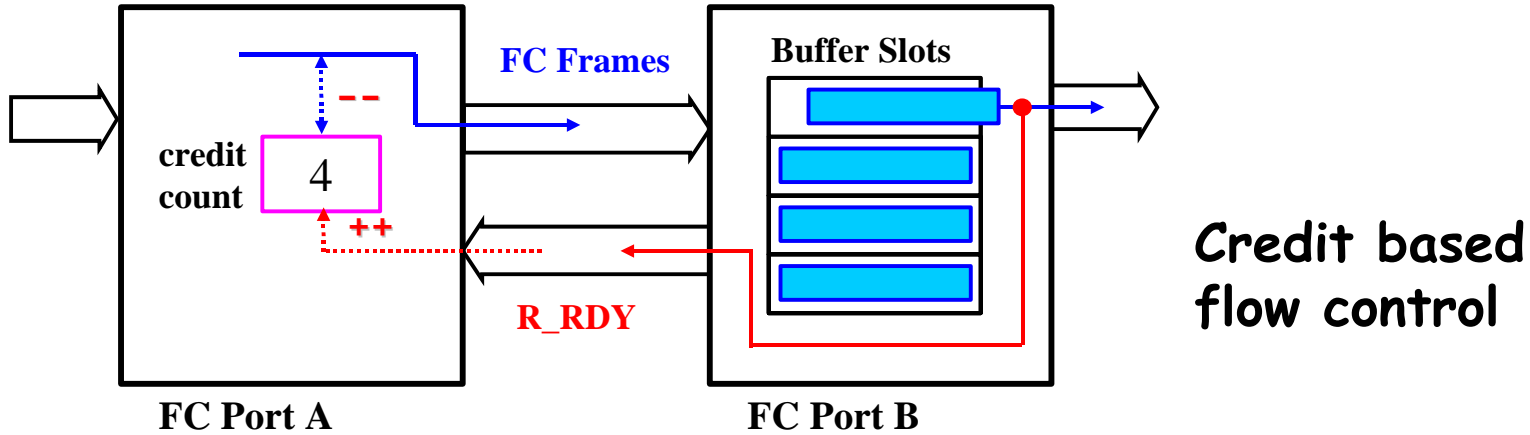 FC Frames
Buffer Slots
--
credit
count
4
++
R_RDY
Credit based
flow control
FC Port A
FC Port B